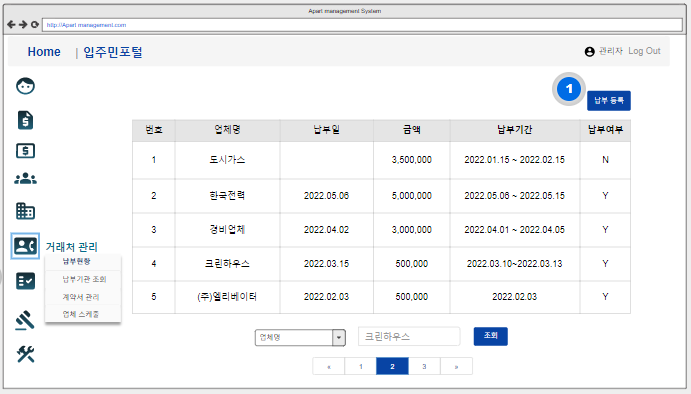 Apart management System
http://Apart management.com
Home | 입주민포털 관리자 Log Out
1
납부 등록
번호 업체명 납부일 금액 납부기간 납부여부
1 도시가스 3,500,000 2022.01.15 ~ 2022.02.15 N
2 한국전력 2022.05.06 5,000,000 2022.05.06 ~ 2022.05.15 Y
3 경비업체 2022.04.02 3,000,000 2022.04.01 ~ 2022.04.05 Y
4 크린하우스 2022.03.15 500,000 2022.03.10~2022.03.13 Y
5 (주)엘리베이터 2022.02.03 500,000 2022.02.03 Y
거래처 관리
납부현황
납부기관 조회
계약서 관리
업체 스케줄
업체명 크린하우스 조회
« 1 2 3 »